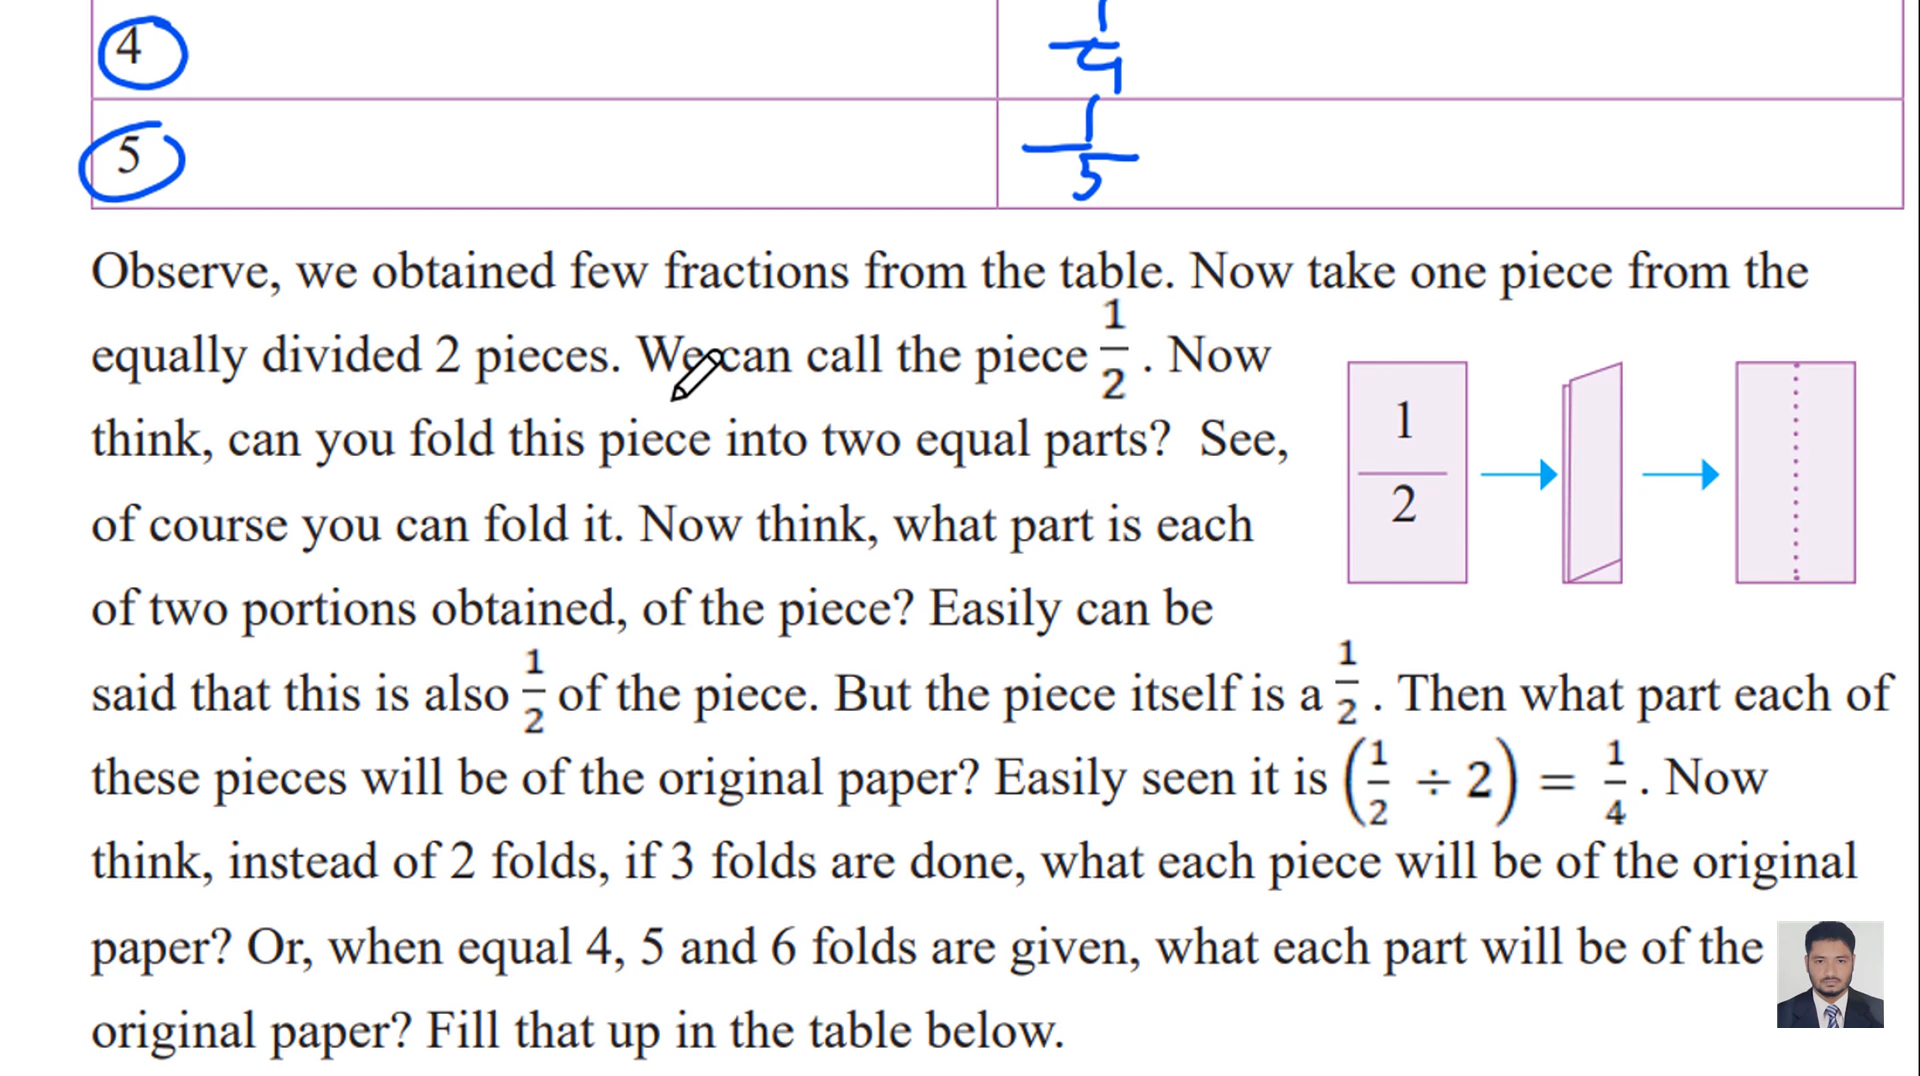 4 1/4
5 1/5
Observe, we obtained few fractions from the table. Now take one piece from the
equally divided 2 pieces. We can call the piece 1/2 . Now
think, can you fold this piece into two equal parts? See,
of course you can fold it. Now think, what part is each
of two portions obtained, of the piece? Easily can be
1/2
said that this is also 1/2 of the piece. But the piece itself is a 1/2 . Then what part each of
these pieces will be of the original paper? Easily seen it is (1/2 ÷ 2) = 1/4 . Now
think, instead of 2 folds, if 3 folds are done, what each piece will be of the original
paper? Or, when equal 4, 5 and 6 folds are given, what each part will be of the
original paper? Fill that up in the table below.